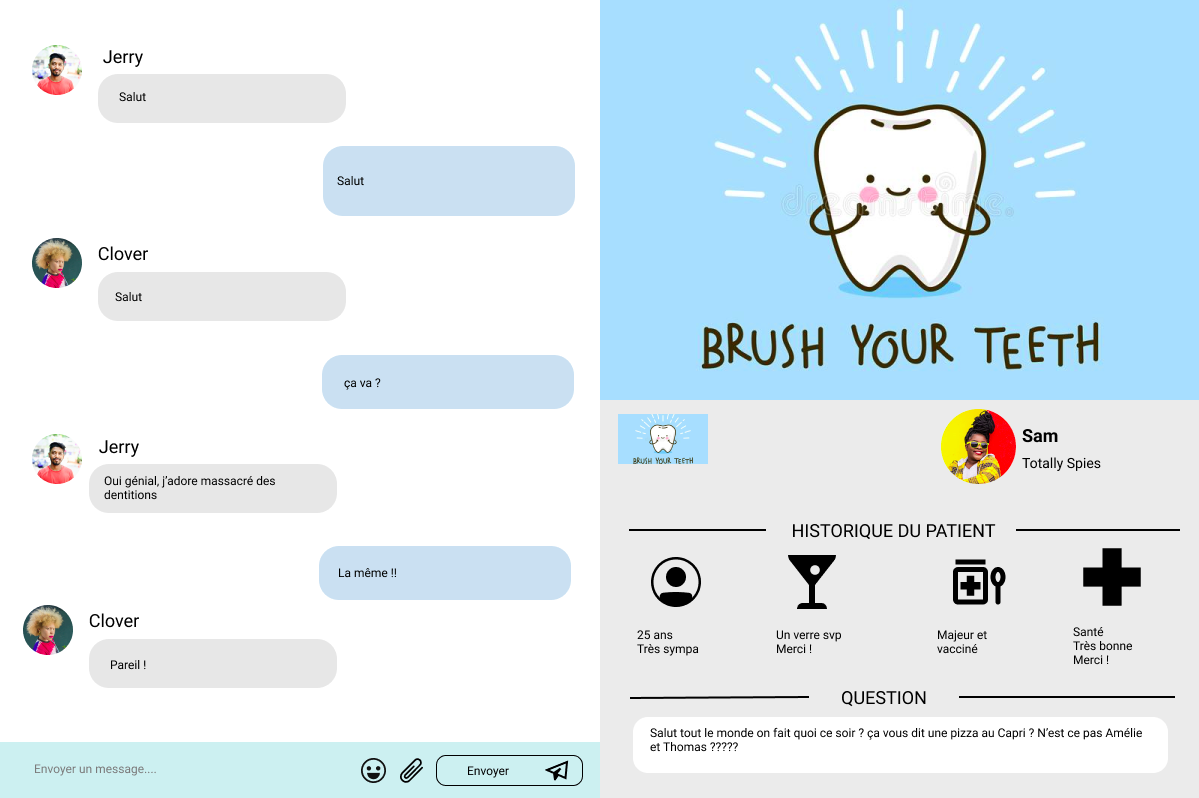 Jerry
Salut
Salut
Clover
Salut
ça va ?
Jerry
Oui génial, j'adore massacré des
dentitions
La même !!
Clover
Pareil !
Envoyer un message....
Envoyer
dreamstime.
BRUSH YOUR TEETH
BRUSH YOUR TEETH
Sam
Totally Spies
HISTORIQUE DU PATIENT
25 ans
Très sympa
Un verre svp
Merci !
Majeur et
vacciné
Santé
Très bonne
Merci !
QUESTION
Salut tout le monde on fait quoi ce soir ? ça vous dit une pizza au Capri ? N'est ce pas Amélie
et Thomas ?????